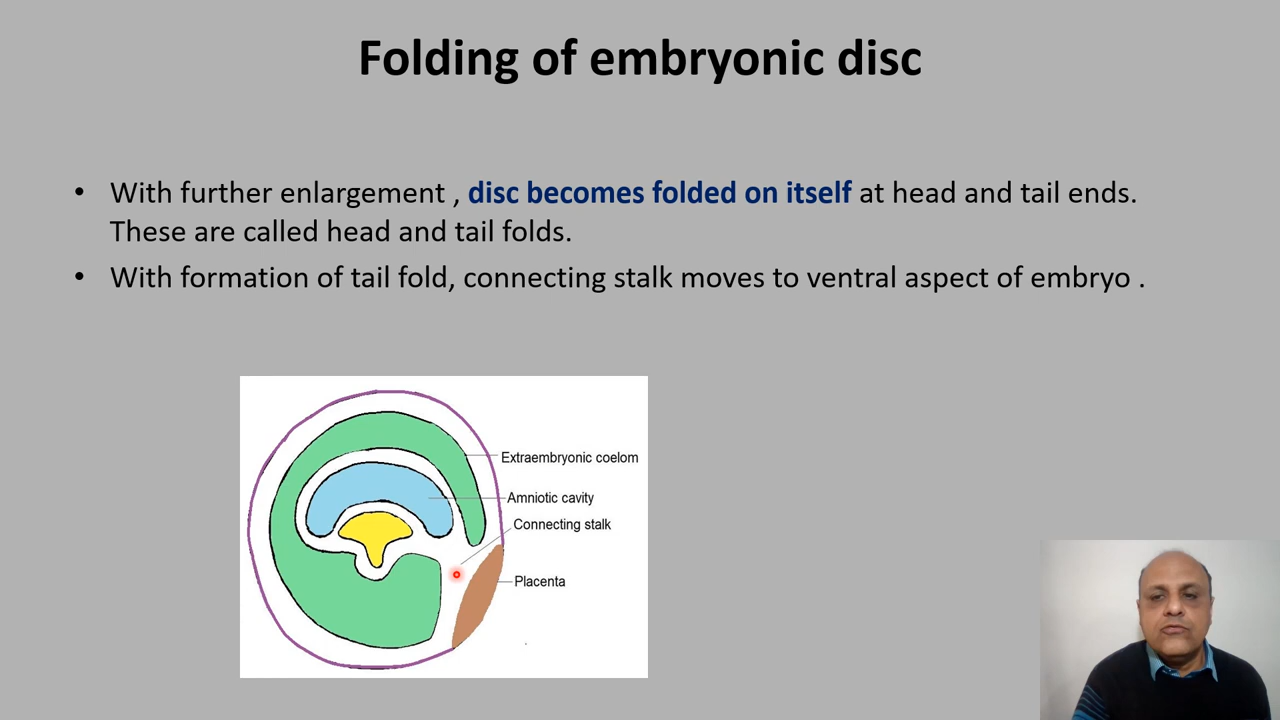 Folding of embryonic disc
• With further enlargement , disc becomes folded on itself at head and tail ends.
These are called head and tail folds.
• With formation of tail fold, connecting stalk moves to ventral aspect of embryo .
Extraembryonic coelom
Amniotic cavity
Connecting stalk
Placenta